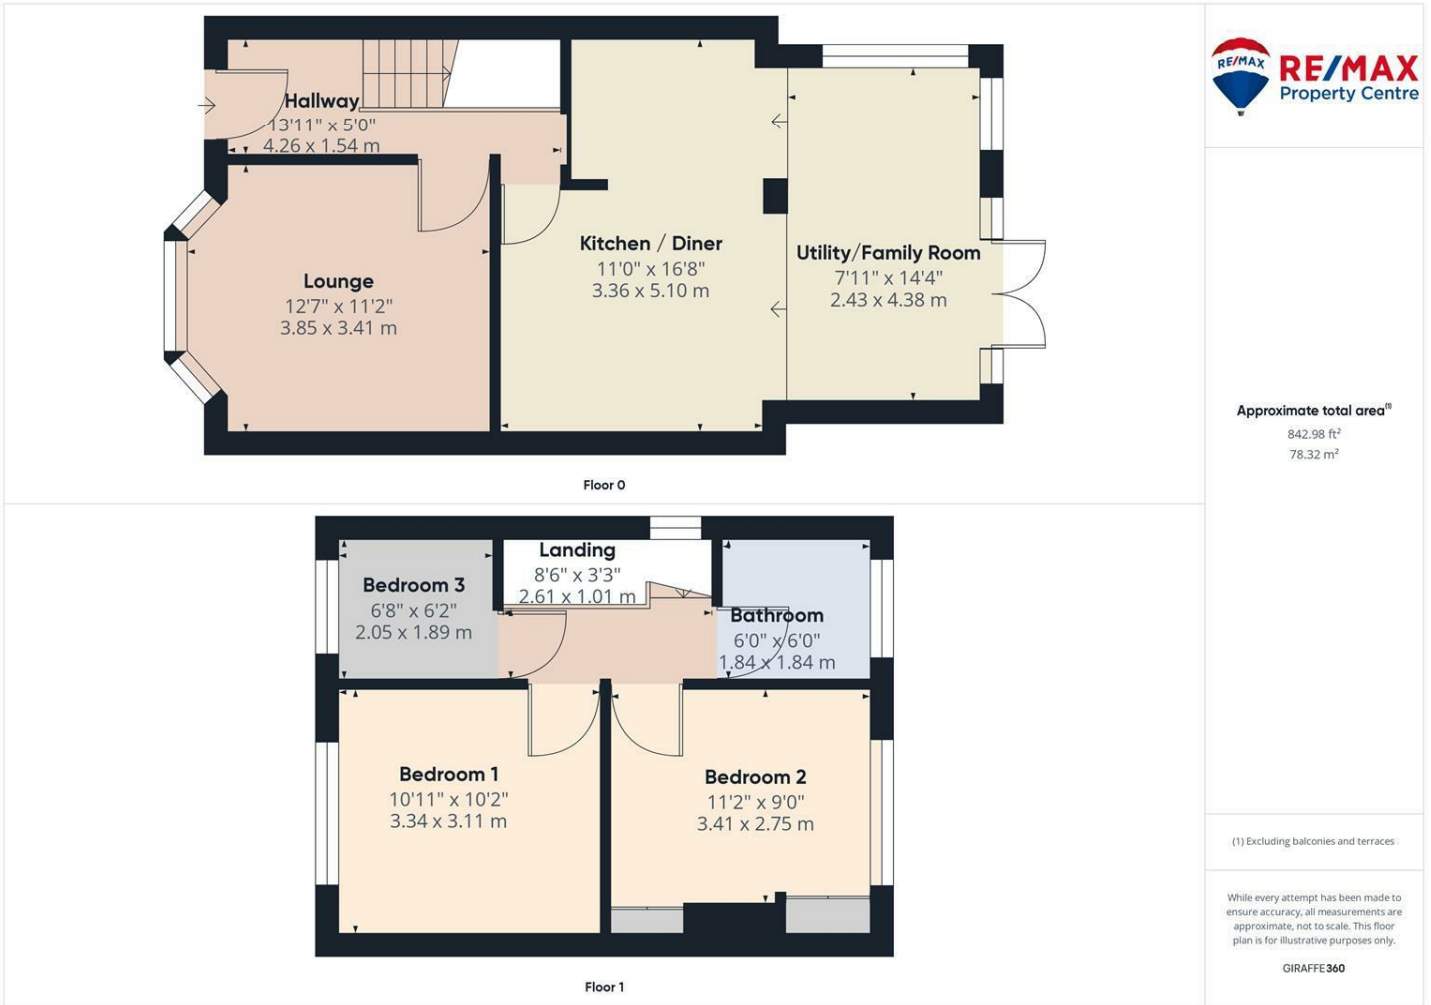 Hallway
13'11" x 5'0"
4.26 x 1.54 m
Lounge
12'7" x 11'2"
3.85 x 3.41 m
Kitchen / Diner
11'0" x 16'8"
3.36 x 5.10 m
Utility/Family Room
7'11" x 14'4"
2.43 x 4.38 m
Floor 0
Landing
8'6" x 3'3"
2.61 x 1.01 m
Bedroom 3
6'8" x 6'2"
2.05 x 1.89 m
Bathroom
6'0" x 6'0"
1.84 x 1.84 m
Bedroom 1
10'11" x 10'2"
3.34 x 3.11 m
Bedroom 2
11'2" x 9'0"
3.41 x 2.75 m
Floor 1
RE/MAX
RE/MAX
Property Centre
Approximate total area(1)
842.98 ft²
78.32 m²
(1) Excluding balconies and terraces
While every attempt has been made to
ensure accuracy, all measurements are
approximate, not to scale. This floor
plan is for illustrative purposes only.
GIRAFFE360